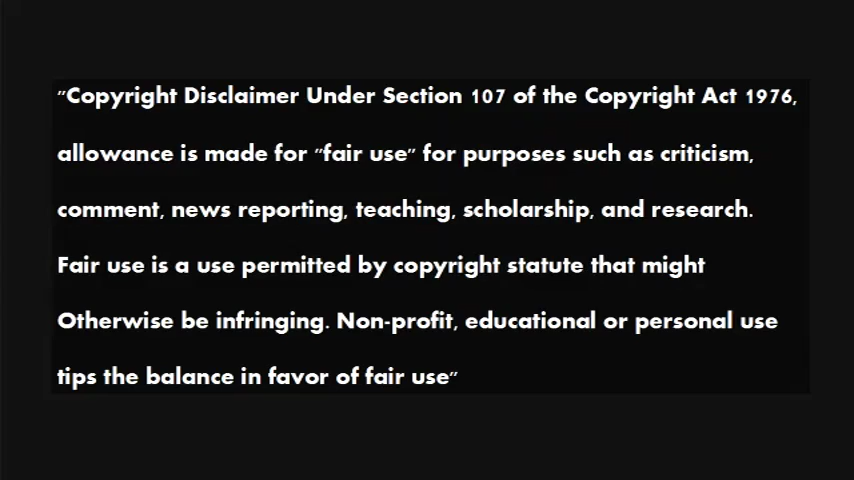 "Copyright Disclaimer Under Section 107 of the Copyright Act 1976,
allowance is made for "fair use" for purposes such as criticism,
comment, news reporting, teaching, scholarship, and research.
Fair use is a use permitted by copyright statute that might
Otherwise be infringing. Non-profit, educational or personal use
tips the balance in favor of fair use"